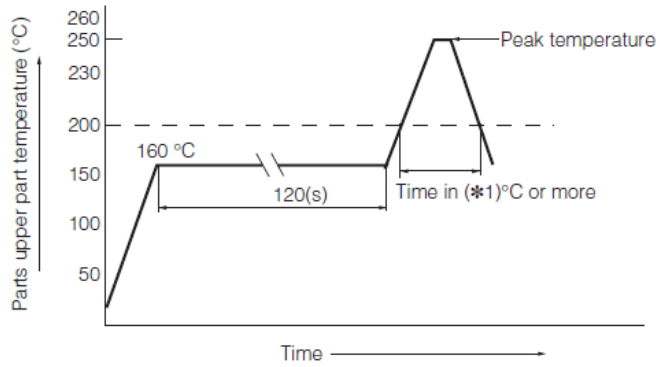 Parts upper part temperature (°C)
260
250
230
200
150
100
50
Peak temperature
160 °C
120(s)
Time in (✱1)°C or more
Time